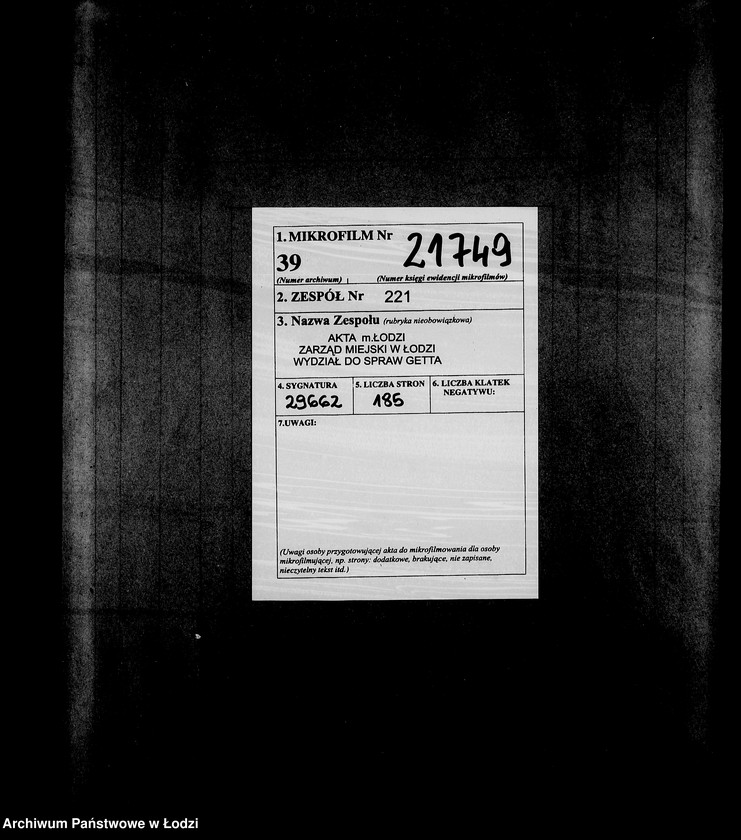 1. MIKROFILM Nr
39 21749
(Numer archiwum) (Numer księgi ewidencji mikrofilmów)
2. ZESPÓŁ Nr 221
3. Nazwa Zespołu (rubryka nieobowiązkowa)
AKTA m.ŁODZI
ZARZĄD MIEJSKI W ŁODZI
WYDZIAŁ DO SPRAW GETTA
4. SYGNATURA
29662
5. LICZBA STRON
185
6. LICZBA KLATEK
NEGATYWU:
7.UWAGI:
(Uwagi osoby przygotowującej akta do mikrofilmowania dla osoby
mikrofilmującej, np. strony: dodatkowe, brakujące, nie zapisane,
nieczytelny tekst itd.)
Archiwum Państwowe w Łodzi